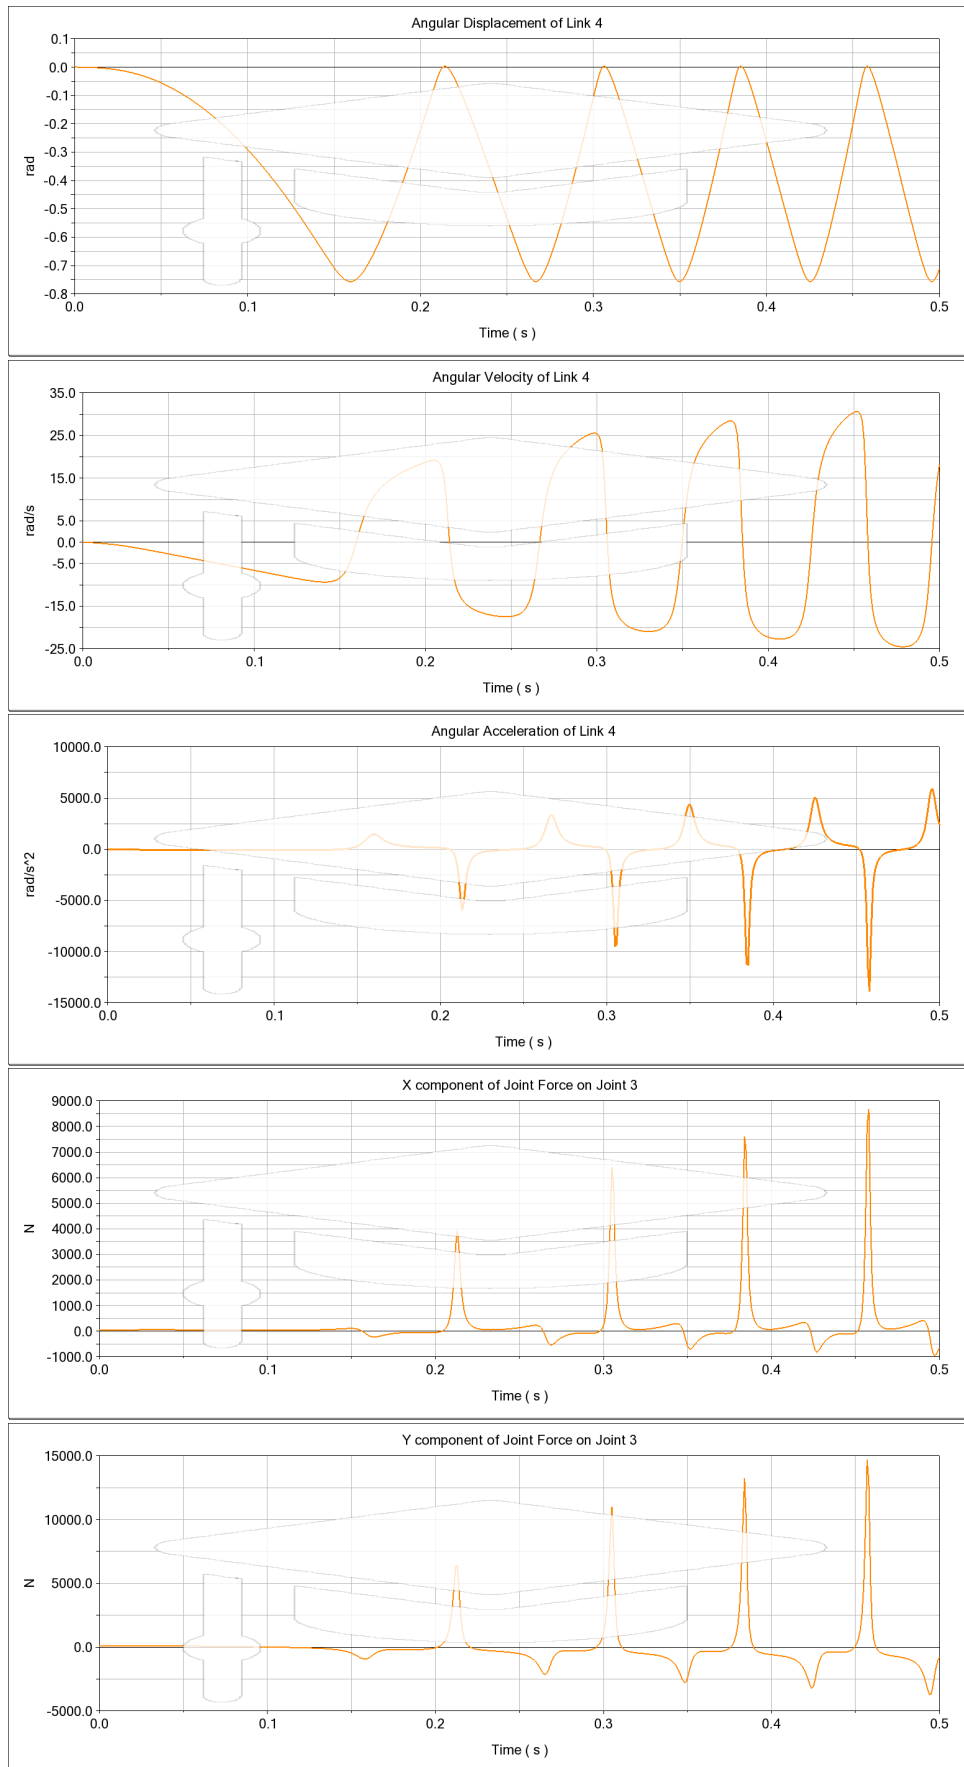 Angular Displacement of Link 4
0.1
0.0
-0.1
-0.2
-0.3
-0.4
-0.5
-0.6
-0.7
-0.8
rad
0.0 0.1 0.2 0.3 0.4 0.5
Time ( s )
Angular Velocity of Link 4
35.0
25.0
15.0
5.0
0.0
-5.0
-15.0
-25.0
rad/s
0.0 0.1 0.2 0.3 0.4 0.5
Time ( s )
Angular Acceleration of Link 4
10000.0
5000.0
0.0
-5000.0
-10000.0
-15000.0
rad/s^2
0.0 0.1 0.2 0.3 0.4 0.5
Time ( s )
X component of Joint Force on Joint 3
9000.0
8000.0
7000.0
6000.0
5000.0
4000.0
3000.0
2000.0
1000.0
0.0
-1000.0
N
0.0 0.1 0.2 0.3 0.4 0.5
Time ( s )
Y component of Joint Force on Joint 3
15000.0
10000.0
5000.0
0.0
-5000.0
N
0.0 0.1 0.2 0.3 0.4 0.5
Time ( s )